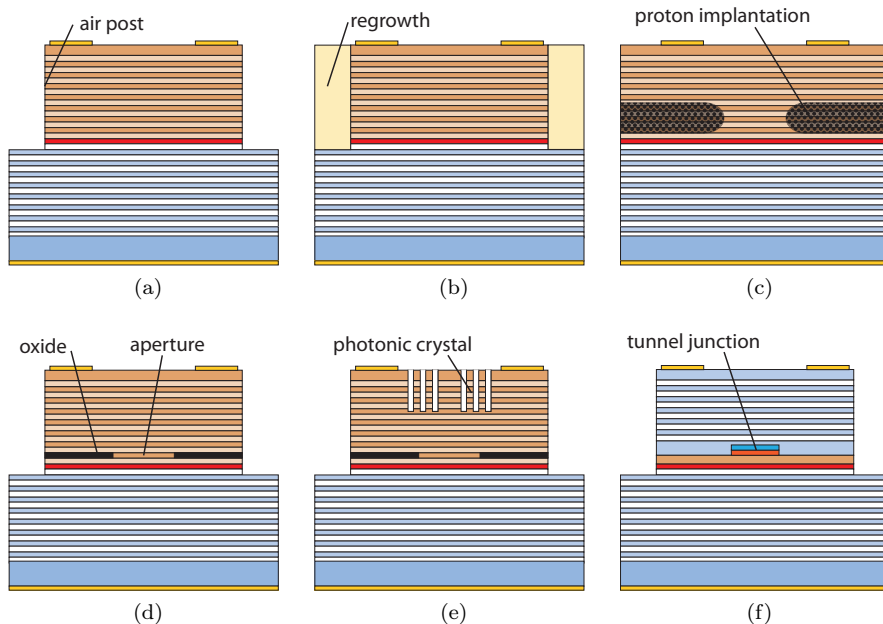 air post
regrowth
proton implantation
(a)
(b)
(c)
oxide
aperture
photonic crystal
tunnel junction
(d)
(e)
(f)